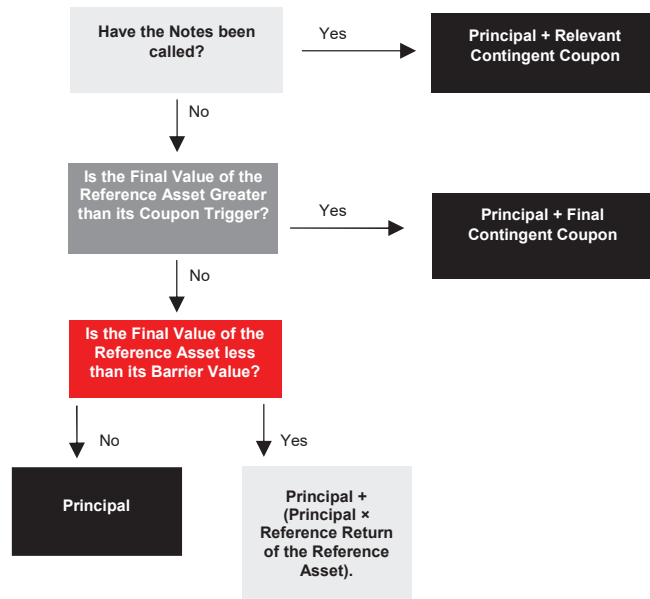 Have the Notes been
called?
Yes
Principal + Relevant
Contingent Coupon
No
Is the Final Value of the
Reference Asset Greater
than its Coupon Trigger?
Yes
Principal + Final
Contingent Coupon
No
Is the Final Value of the
Reference Asset less
than its Barrier Value?
No
Yes
Principal
Principal +
(Principal ×
Reference Return
of the Reference
Asset).